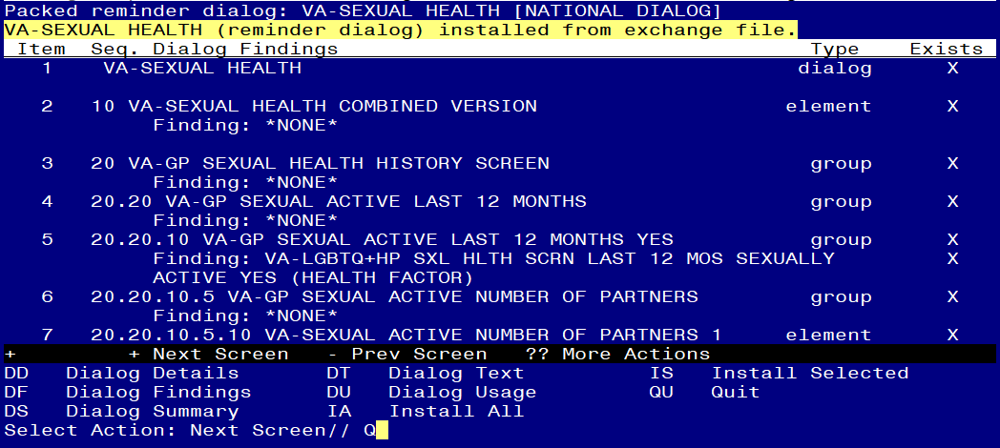 Packed reminder dialog: VA-SEXUAL HEALTH [NATIONAL DIALOG]
VA-SEXUAL HEALTH (reminder dialog) installed from exchange file.
Item Seq. Dialog Findings Type Exists
1 VA-SEXUAL HEALTH dialog X
2 10 VA-SEXUAL HEALTH COMBINED VERSION element X
Finding: *NONE*
3 20 VA-GP SEXUAL HEALTH HISTORY SCREEN group X
Finding: *NONE*
4 20.20 VA-GP SEXUAL ACTIVE LAST 12 MONTHS group X
Finding: *NONE*
5 20.20.10 VA-GP SEXUAL ACTIVE LAST 12 MONTHS YES group X
Finding: VA-LGBTQ+HP SXL HLTH SCRN LAST 12 MOS SEXUALLY X
ACTIVE YES (HEALTH FACTOR)
6 20.20.10.5 VA-GP SEXUAL ACTIVE NUMBER OF PARTNERS group X
Finding: *NONE*
7 20.20.10.5.10 VA-SEXUAL ACTIVE NUMBER OF PARTNERS 1 element X
+ + Next Screen - Prev Screen ?? More Actions
DD Dialog Details DT Dialog Text IS Install Selected
DF Dialog Findings DU Dialog Usage QU Quit
DS Dialog Summary IA Install All
Select Action: Next Screen// Q